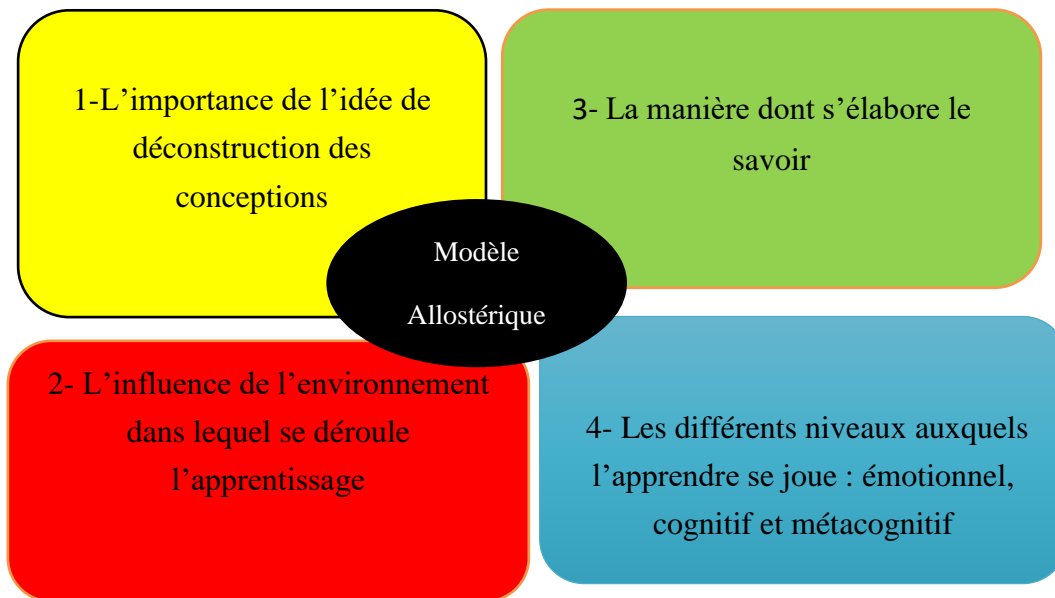 1-L’importance de l’idée de
déconstruction des
conceptions
3- La manière dont s’élabore le
savoir
Modèle
Allostérique
2- L’influence de l’environnement
dans lequel se déroule
l’apprentissage
4- Les différents niveaux auxquels
l’apprendre se joue : émotionnel,
cognitif et métacognitif